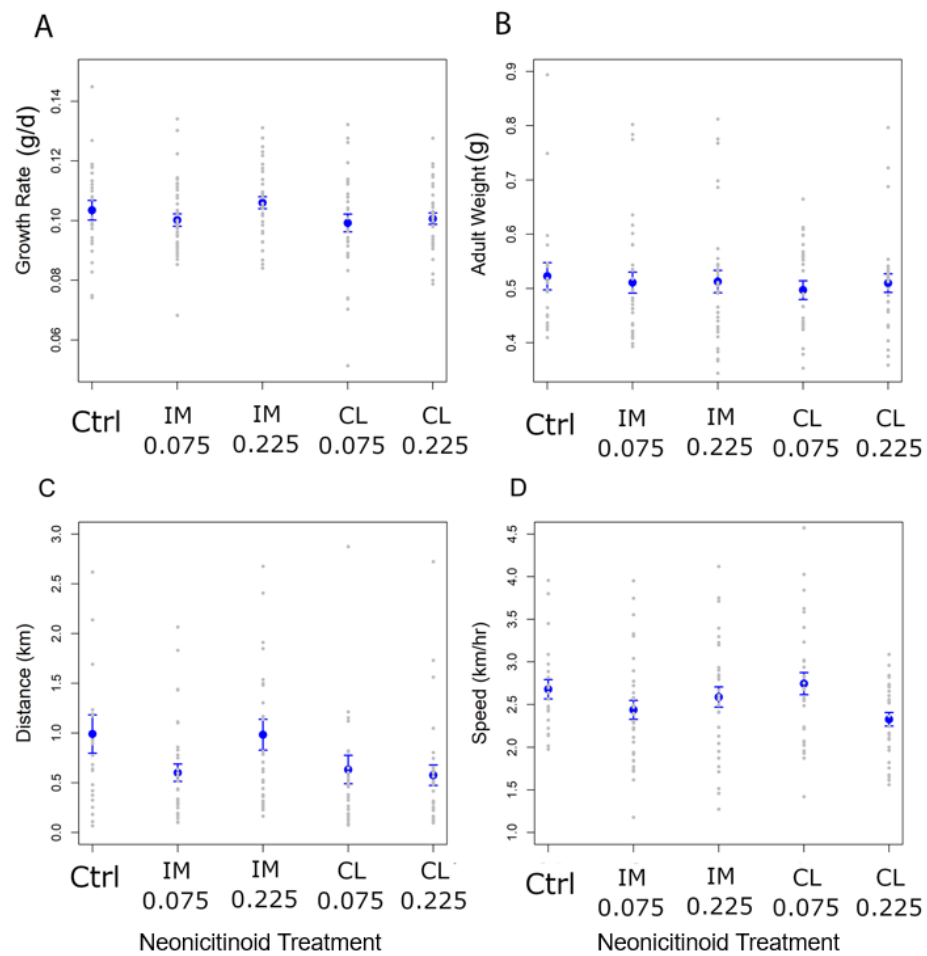 A
Growth Rate (g/d)
0.14
0.12
0.10
0.08
0.06
Ctrl
IM
0.075
IM
0.225
CL
0.075
CL
0.225
B
Adult Weight (g)
0.9
0.8
0.7
0.6
0.5
0.4
Ctrl
IM
0.075
IM
0.225
CL
0.075
CL
0.225
C
Distance (km)
3.0
2.5
2.0
1.5
1.0
0.5
0.0
Ctrl
IM
0.075
IM
0.225
CL
0.075
CL
0.225
Neonicitinoid Treatment
D
Speed (km/hr)
4.5
4.0
3.5
3.0
2.5
2.0
1.5
1.0
Ctrl
IM
0.075
IM
0.225
CL
0.075
CL
0.225
Neonicitinoid Treatment